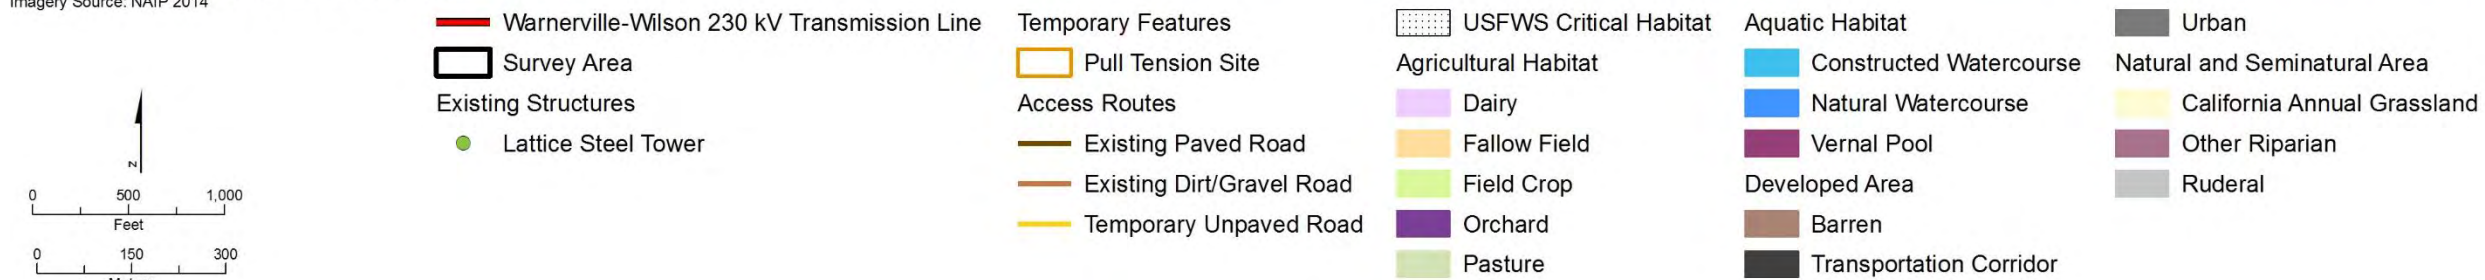 Imagery Source: NAIP 2014
N
0 500 1,000
Feet
0 150 300
Warnerville-Wilson 230 kV Transmission Line
Survey Area
Existing Structures
Lattice Steel Tower
Temporary Features
Pull Tension Site
Access Routes
Existing Paved Road
Existing Dirt/Gravel Road
Temporary Unpaved Road
USFWS Critical Habitat
Agricultural Habitat
Dairy
Fallow Field
Field Crop
Orchard
Pasture
Aquatic Habitat
Constructed Watercourse
Natural Watercourse
Vernal Pool
Developed Area
Barren
Transportation Corridor
Urban
Natural and Seminatural Area
California Annual Grassland
Other Riparian
Ruderal